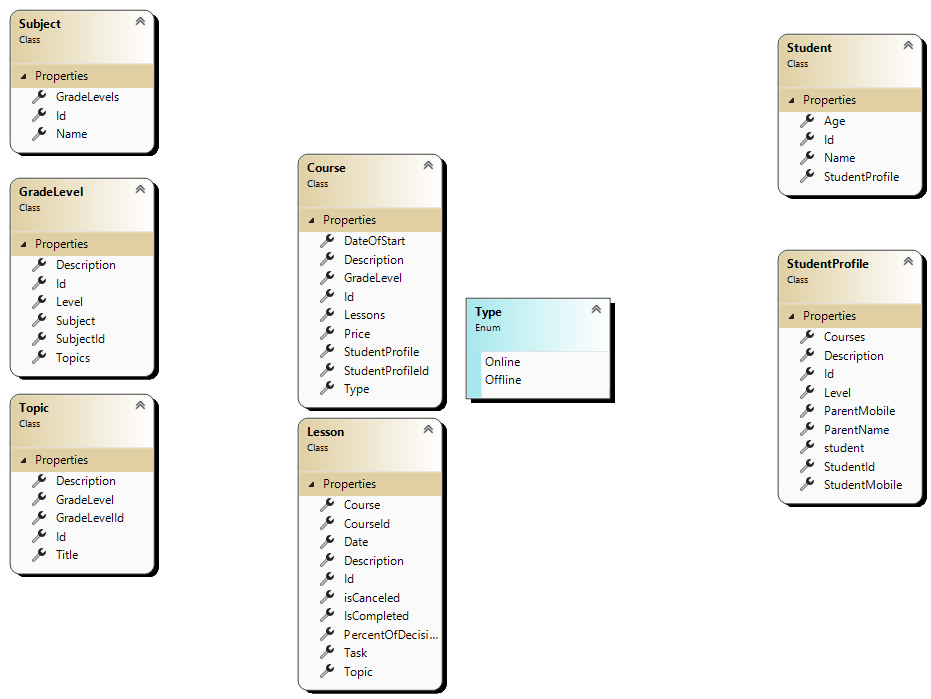 Subject
Class
Properties
GradeLevels
Id
Name
GradeLevel
Class
Properties
Description
Id
Level
Subject
SubjectId
Topics
Topic
Class
Properties
Description
GradeLevel
GradeLevelId
Id
Title
Course
Class
Properties
DateOfStart
Description
GradeLevel
Id
Lessons
Price
StudentProfile
StudentProfileId
Type
Lesson
Class
Properties
Course
CourseId
Date
Description
Id
isCanceled
IsCompleted
PercentOfDecisi...
Task
Topic
Type
Enum
Online
Offline
Student
Class
Properties
Age
Id
Name
StudentProfile
StudentProfile
Class
Properties
Courses
Description
Id
Level
ParentMobile
ParentName
student
StudentId
StudentMobile